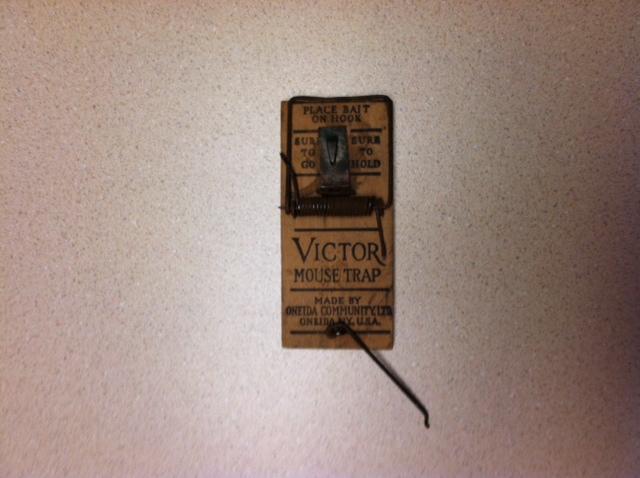 PLACE BAIT
ON HOOK
SURE SURE
TO TO
GO HOLD
VICTOR
MOUSE TRAP
MADE BY
ONEIDA COMMUNITY, LTD.
ONEIDA N.Y. U.S.A.